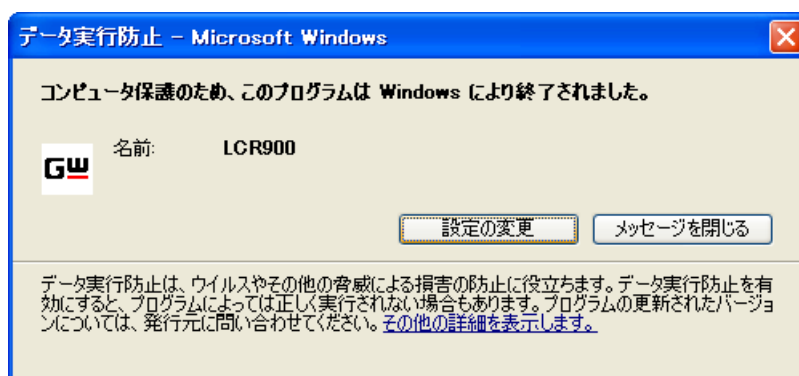 データ実行防止 - Microsoft Windows
コンピュータ保護のため、このプログラムは Windows により終了されました。
GW
名前:	LCR900
設定の変更	メッセージを閉じる
データ実行防止は、ウイルスやその他の脅威による損害の防止に役立ちます。データ実行防止を有
効にすると、プログラムによっては正しく実行されない場合もあります。プログラムの更新されたバージョ
ンについては、発行元に問い合わせてください。その他の詳細を表示します。